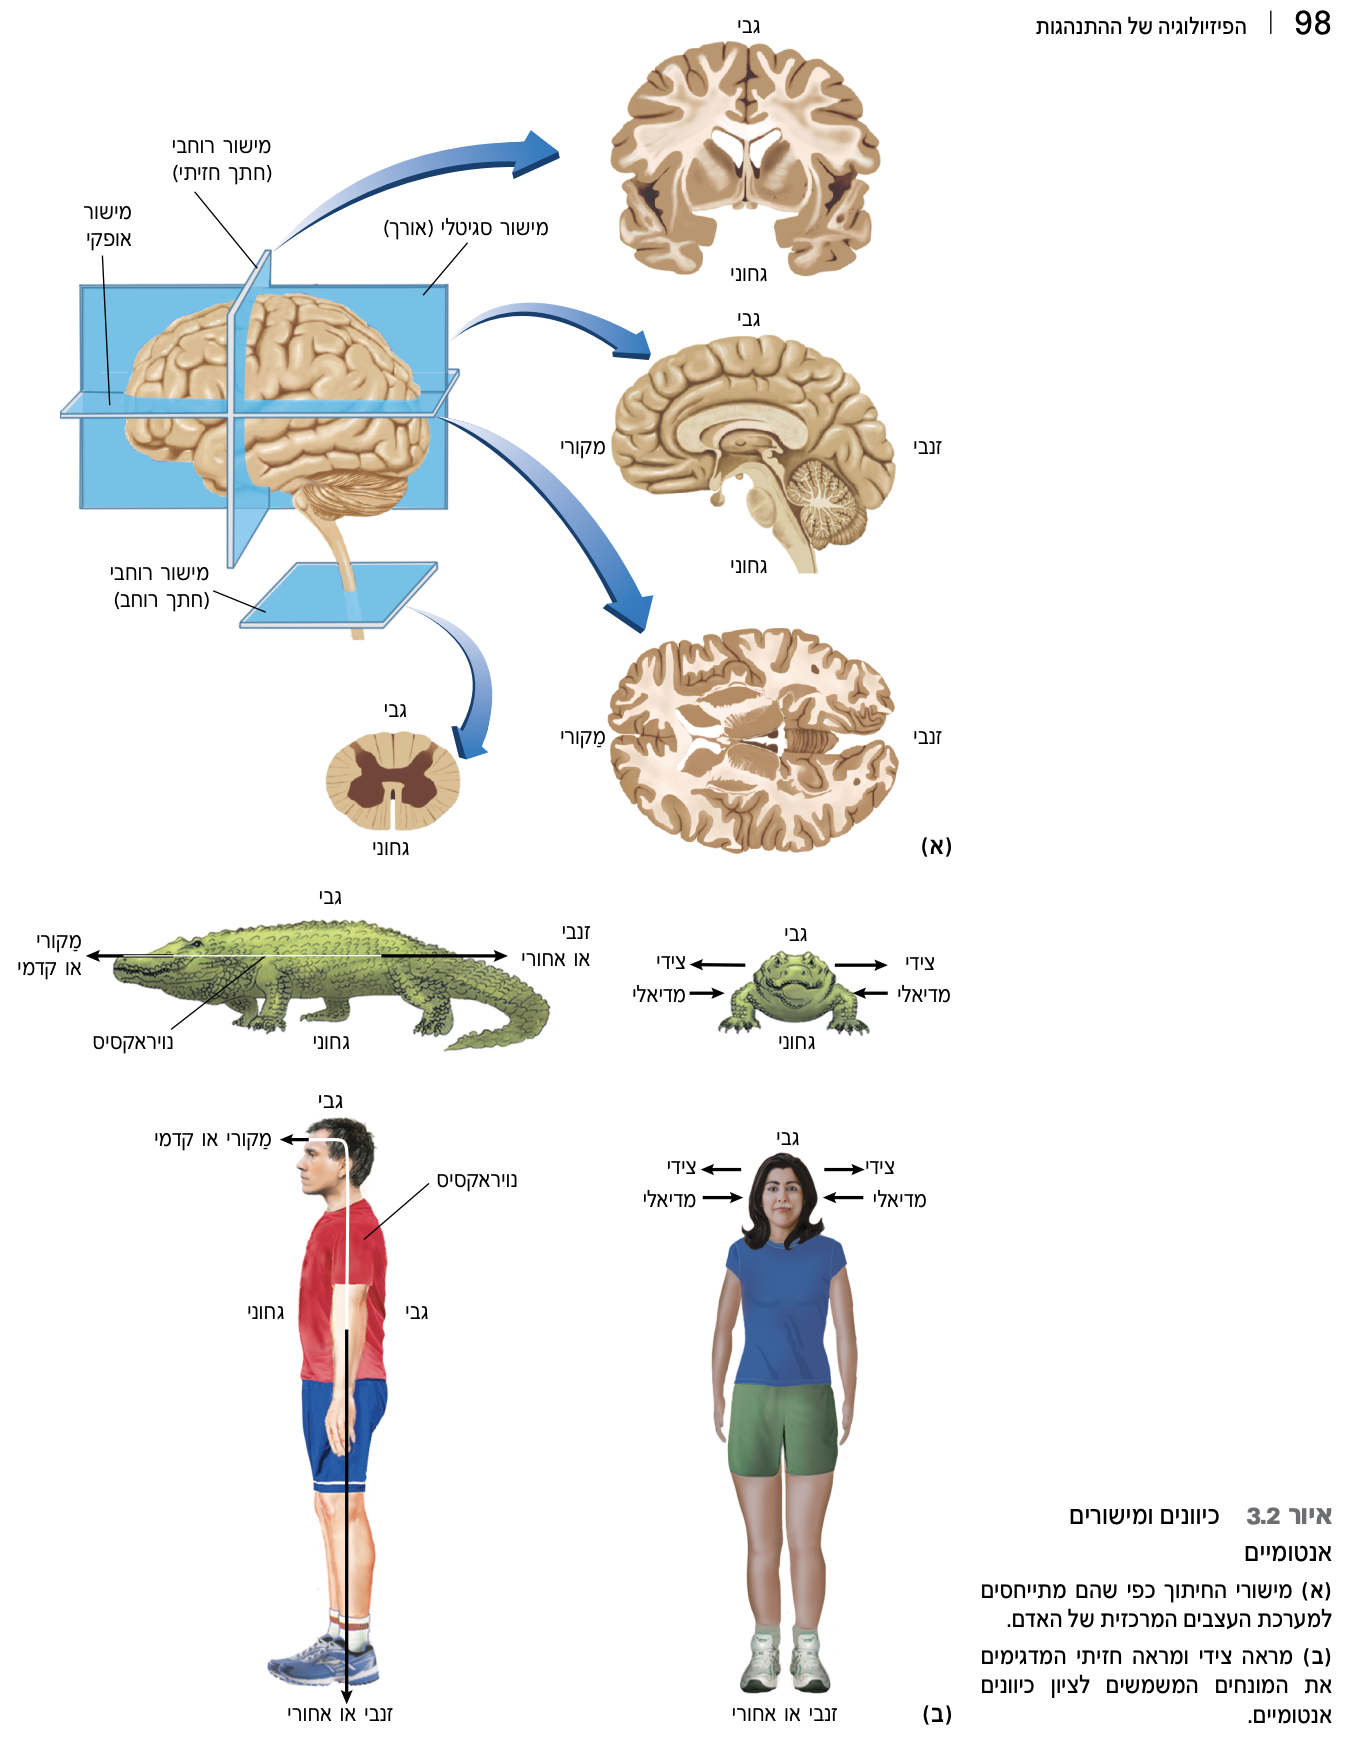 98 | הפיזיולוגיה של ההתנהגות
גבי
מישור רוחבי
(חתך חזיתי)
מישור
אופקי
מישור סגיטלי (אורך)
גחוני
גבי
מקורי
זנבי
גחוני
מישור רוחבי
(חתך רוחב)
גבי
גחוני
מַקורי
זנבי
(א)
גבי
מַקורי
או קדמי
זנבי
או אחורי
נויראקסיס
גחוני
גבי
צידי
צידי
מדיאלי
מדיאלי
גחוני
גבי
מַקורי או קדמי
נויראקסיס
גחוני
גבי
זנבי או אחורי
גבי
צידי
צידי
מדיאלי
מדיאלי
זנבי או אחורי
(ב)
איור 3.2 כיוונים ומישורים
אנטומיים
(א) מישורי החיתוך כפי שהם מתייחסים
למערכת העצבים המרכזית של האדם.
(ב) מראה צידי ומראה חזיתי המדגימים
את המונחים המשמשים לציון כיוונים
אנטומיים.